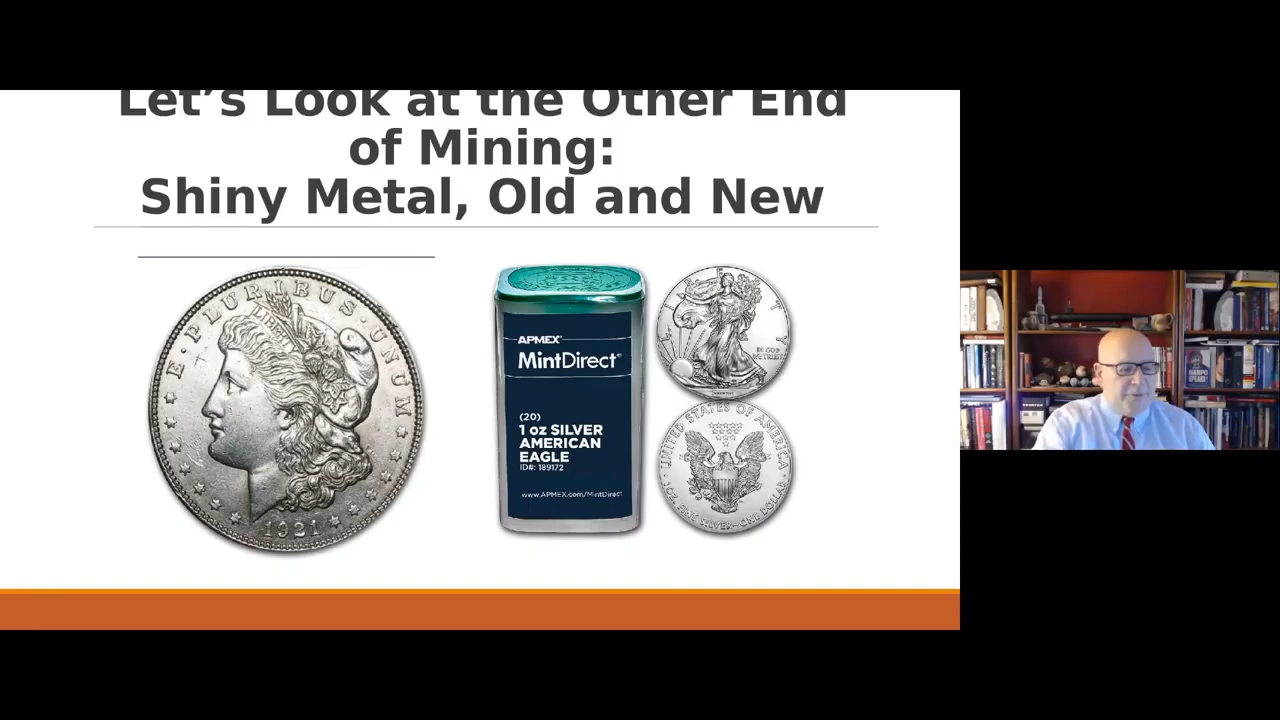 Let’s Look at the Other End
of Mining:
Shiny Metal, Old and New
E·PLURIBUS·UNUM
LIBERTY
1921
APMEX
MintDirect®
(20)
1 oz SILVER
AMERICAN
EAGLE
ID#: 189172
www.APMEX.com/MintDirect
LIBERTY
IN GOD
WE TRUST
UNITED STATES OF AMERICA
1 OZ. FINE SILVER~ONE DOLLAR